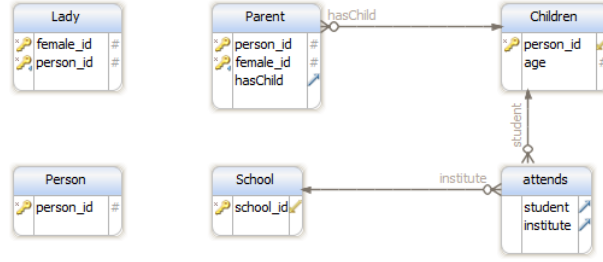 Lady
female_id #
person_id #
Parent
person_id #
female_id #
hasChild
hasChild
Children
person_id
age #
student
Person
person_id #
School
school_id
institute
attends
student
institute